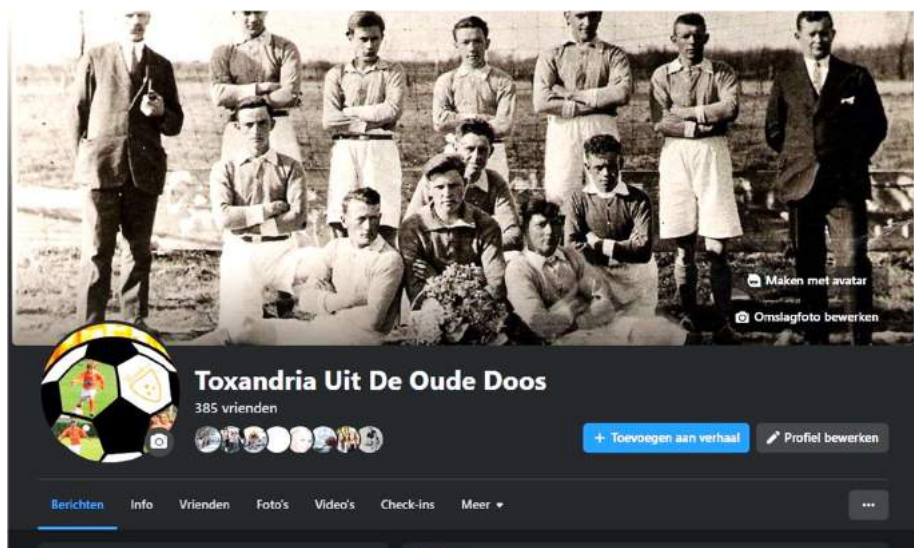 Maken met avatar
Omslagfoto bewerken
Toxandria Uit De Oude Doos
385 vrienden
+ Toevoegen aan verhaal
Profiel bewerken
Berichten Info Vrienden Foto's Video's Check-ins Meer